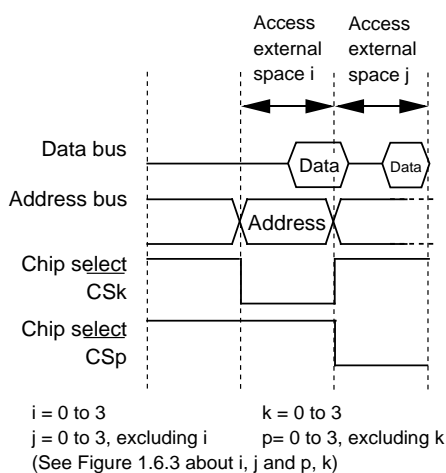 Access external space i
Access external space j
Data bus
Data
Data
Address bus
Address
Chip select
CSk
Chip select
CSp
i = 0 to 3
k = 0 to 3
j = 0 to 3, excluding i
p= 0 to 3, excluding k
(See Figure 1.6.3 about i, j and p, k)